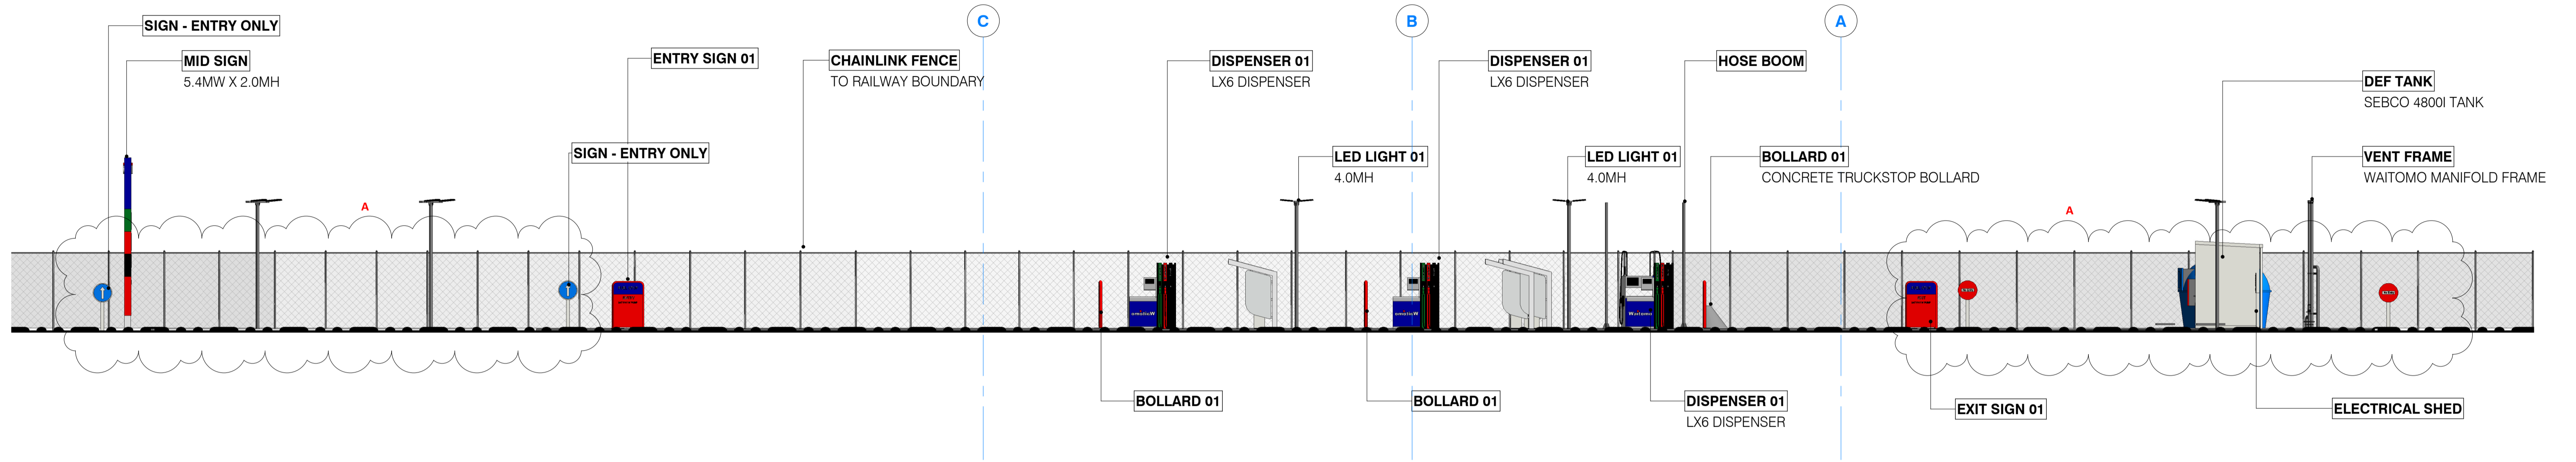 C
B
A
SIGN - ENTRY ONLY
MID SIGN
5.4MW X 2.0MH
ENTRY SIGN 01
CHAINLINK FENCE
TO RAILWAY BOUNDARY
DISPENSER 01
LX6 DISPENSER
DISPENSER 01
LX6 DISPENSER
HOSE BOOM
DEF TANK
SEBCO 4800l TANK
SIGN - ENTRY ONLY
LED LIGHT 01
4.0MH
LED LIGHT 01
4.0MH
BOLLARD 01
CONCRETE TRUCKSTOP BOLLARD
VENT FRAME
WAITOMO MANIFOLD FRAME
A
A
Waitomo
Waitomo
Waitomo
BOLLARD 01
BOLLARD 01
DISPENSER 01
LX6 DISPENSER
EXIT SIGN 01
ELECTRICAL SHED